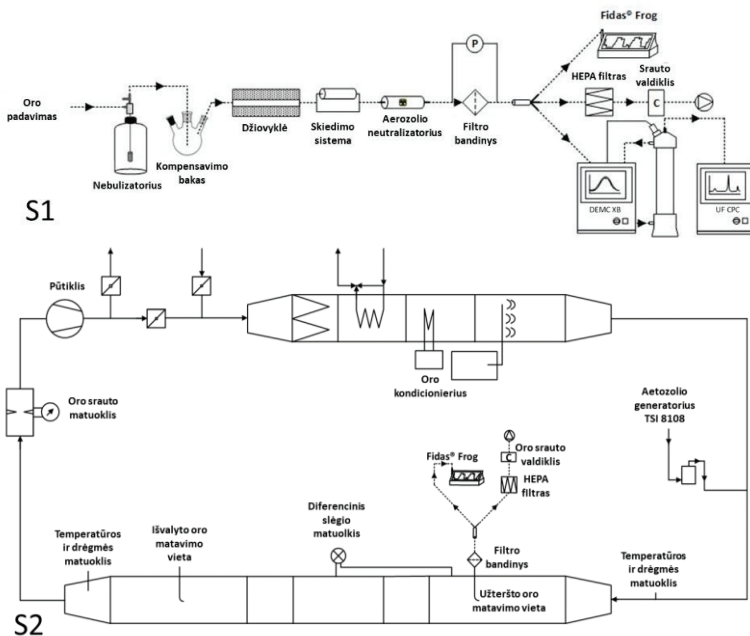 Fidas® Frog
P
HEPA filtras
Srauto
valdiklis
Oro
padavimas
C
Džiovyklė
Skiedimo
sistema
Aerozolio
neutralizatorius
Filtro
bandinys
Kompensavimo
bakas
Nebulizatorius
DEMC XB
UF CPC
S1
Pūtiklis
Oro
kondicionierius
Oro srauto
matuoklis
Aetozolio
generatorius
TSI 8108
Oro srauto
valdiklis
Fidas® Frog
C
HEPA
filtras
Diferencinis
slėgio
matuolkis
Išvalyto oro
matavimo
vieta
Temperatūros
ir drėgmės
matuoklis
Filtro
bandinys
Temperatūros
ir drėgmės
matuoklis
Užteršto oro
matavimo vieta
S2